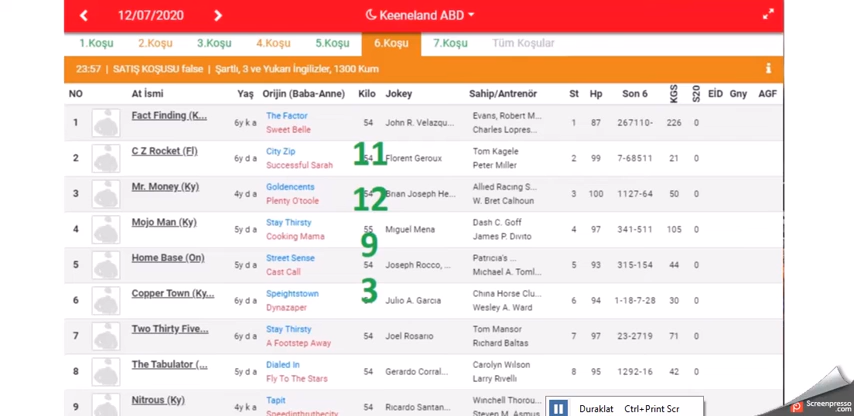 12/07/2020 Keeneland ABD
1.Koşu 2.Koşu 3.Koşu 4.Koşu 5.Koşu 6.Koşu 7.Koşu Tüm Koşular
23:57 | SATIŞ KOŞUSU false | Şartlı, 3 ve Yukarı İngilizler, 1300 Kum
NO At İsmi Yaş Orijin (Baba-Anne) Kilo Jokey Sahip/Antrenör St Hp Son 6 KGS S20 EİD Gny AGF
1 Fact Finding (K... 6y k a The Factor 54 John R. Velazqu... Evans, Robert M... 1 87 267110- 226 0
Sweet Belle Charles Lopres...
2 C Z Rocket (Fl) 6y d a City Zip 54 Florent Geroux Tom Kagele 2 99 7-68511 21 0
Successful Sarah Peter Miller
11
3 Mr. Money (Ky) 4y d a Goldencents 54 Brian Joseph He... Allied Racing S... 3 100 1127-64 50 0
Plenty O'toole W. Bret Calhoun
12
4 Mojo Man (Ky) 6y d a Stay Thirsty 55 Miguel Mena Dash C. Goff 4 97 341-511 105 0
Cooking Mama James P. Divito
9
5 Home Base (On) 5y d a Street Sense 54 Joseph Rocco, ... Patricia's ... 5 93 315-154 44 0
Cast Call Michael A. Toml...
3
6 Copper Town (Ky... 6y d a Speightstown Julio A. Garcia China Horse Clu... 6 94 1-18-7-28 30 0
Dynazaper Wesley A. Ward
7 Two Thirty Five... 6y d a Stay Thirsty 54 Joel Rosario Tom Mansor 7 97 23-2719 71 0
A Footstep Away Richard Baltas
8 The Tabulator (... 5y d a Dialed In 54 Gerardo Corral... Carolyn Wilson 8 95 1292-16 42 0
Fly To The Stars Larry Rivelli
9 Nitrous (Ky) 4y k a Tapit 54 Ricardo Santan... Winchell Thorou... 0
Speedinthruthecity Steven M. Asmus...
Duraklat Ctrl+Print Scr
Screenpresso
.com